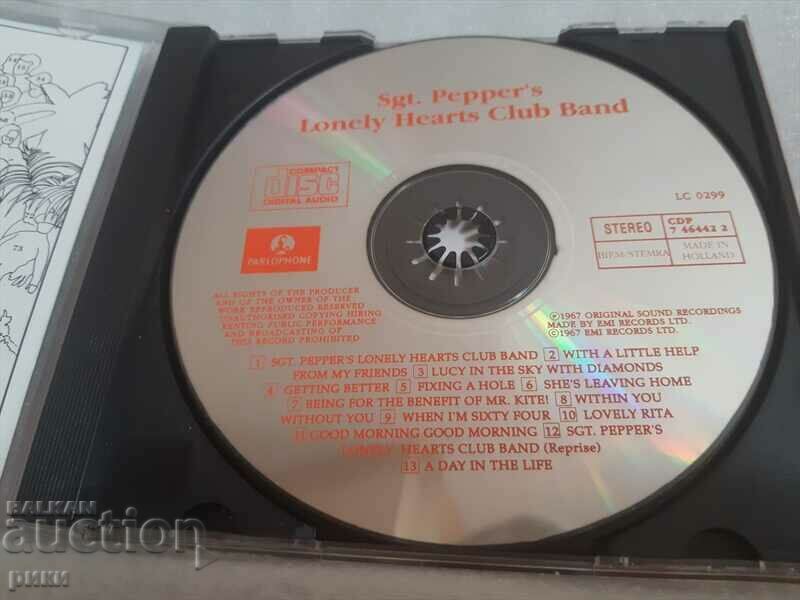 Sgt. Pepper's
Lonely Hearts Club Band
COMPACT
disc
DIGITAL AUDIO
LC 0299
PARLOPHONE
STEREO
CDP
7 46442 2
BIEM/STEMRA
MADE IN
HOLLAND
ALL RIGHTS OF THE PRODUCER
AND OF THE OWNER OF THE
WORK REPRODUCED RESERVED
UNAUTHORISED COPYING HIRING
RENTING PUBLIC PERFORMANCE
AND BROADCASTING OF
THIS RECORD PROHIBITED
℗1967 ORIGINAL SOUND RECORDINGS
MADE BY EMI RECORDS LTD.
©1967 EMI RECORDS LTD.
1 SGT. PEPPER'S LONELY HEARTS CLUB BAND 2 WITH A LITTLE HELP
FROM MY FRIENDS 3 LUCY IN THE SKY WITH DIAMONDS
4 GETTING BETTER 5 FIXING A HOLE 6 SHE'S LEAVING HOME
7 BEING FOR THE BENEFIT OF MR. KITE! 8 WITHIN YOU
WITHOUT YOU 9 WHEN I'M SIXTY FOUR 10 LOVELY RITA
11 GOOD MORNING GOOD MORNING 12 SGT. PEPPER'S
LONELY HEARTS CLUB BAND (Reprise)
13 A DAY IN THE LIFE
BALKAN
auction
рики